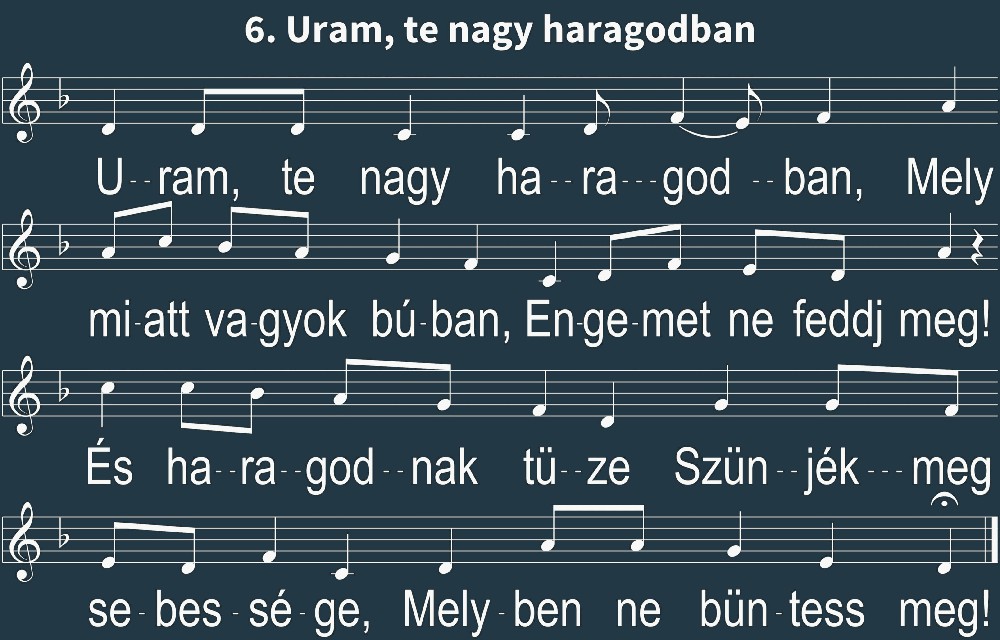 6. Uram, te nagy haragodban
U--ram, te nagy ha--ra---god--ban, Mely
mi-att va-gyok bú-ban, En-ge-met ne feddj meg!
És ha--ra--god--nak tü--ze Szün--jék---meg
se-bes-sé-ge, Mely-ben ne bün-tess meg!